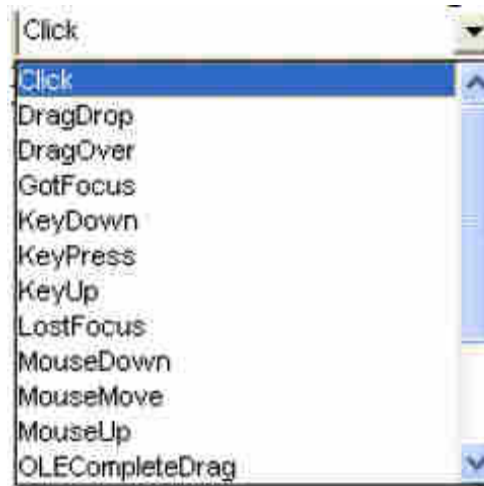 Click
Click
DragDrop
DragOver
GotFocus
KeyDown
KeyPress
KeyUp
LostFocus
MouseDown
MouseMove
MouseUp
OLECompleteDrag